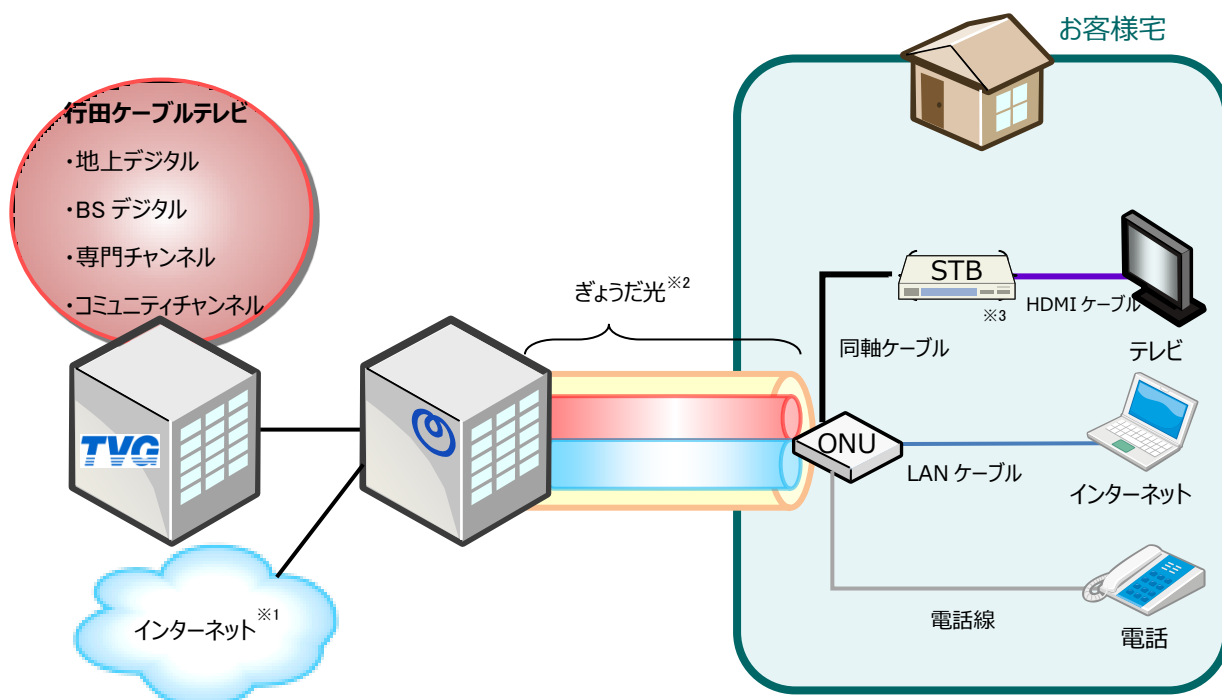 お客様宅
行田ケーブルテレビ
・地上デジタル
・BS デジタル
・専門チャンネル
・コミュニティチャンネル
ぎょうだ光※2
STB
※3
HDMI ケーブル
同軸ケーブル
テレビ
TVG
ONU
LAN ケーブル
インターネット
インターネット※1
電話線
電話